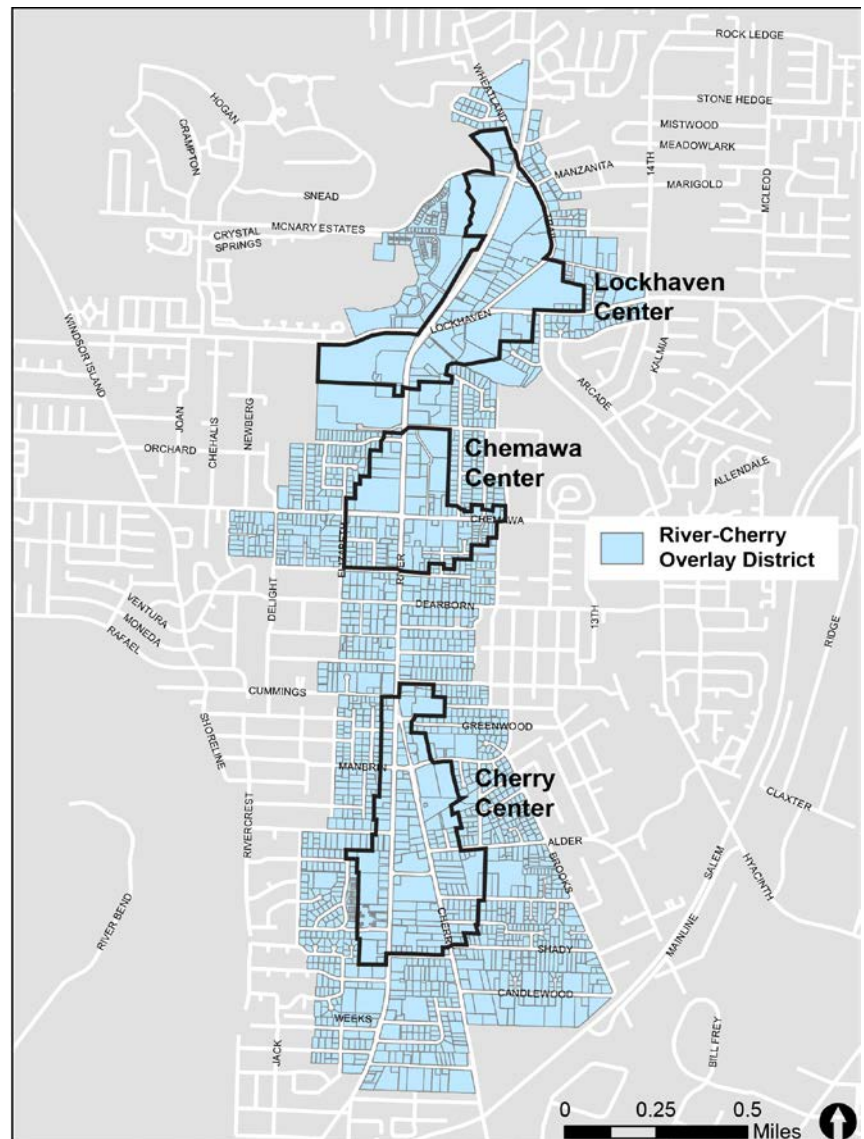 ROCK LEDGE
WHEATLAND
STONE HEDGE
HOGAN
MISTWOOD
CRAMPTON
MEADOWLARK
14TH
MANZANITA
MARIGOLD
MCLEOD
SNEAD
MCNARY ESTATES
CRYSTAL
SPRINGS
TRAIL
Lockhaven
Center
WINDSOR ISLAND
LOCKHAVEN
KALMIA
ARCADE
JOAN
CHEHALIS
NEWBERG
ORCHARD
Chemawa
Center
ALLENDALE
CHEMAWA
River-Cherry
Overlay District
ELIZABETH
RIVER
DELIGHT
DEARBORN
VENTURA
MONEDA
RAFAEL
13TH
RIDGE
CUMMINGS
GREENWOOD
SHORELINE
MANBRIN
Cherry
Center
CLAXTER
RIVERCREST
ALDER
BROOKS
SALEM
HYACINTH
RIVER BEND
CHERRY
MAINLINE
SHADY
CANDLEWOOD
WEEKS
JACK
BILL FREY
0 0.25 0.5
Miles